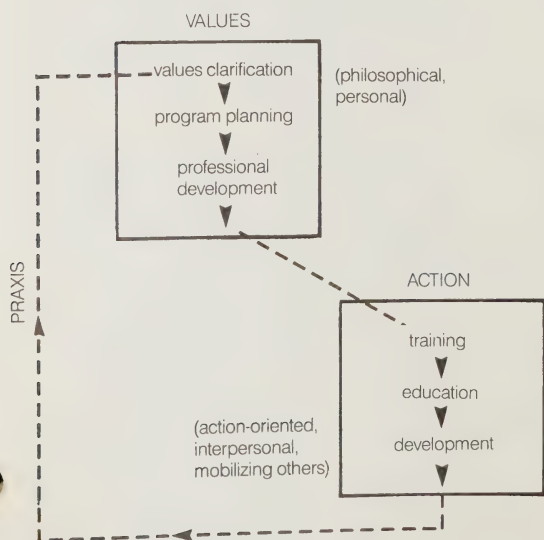 VALUES
values clarification
program planning
professional
development
(philosophical,
personal)
PRAXIS
ACTION
training
education
development
(action-oriented,
interpersonal,
mobilizing others)